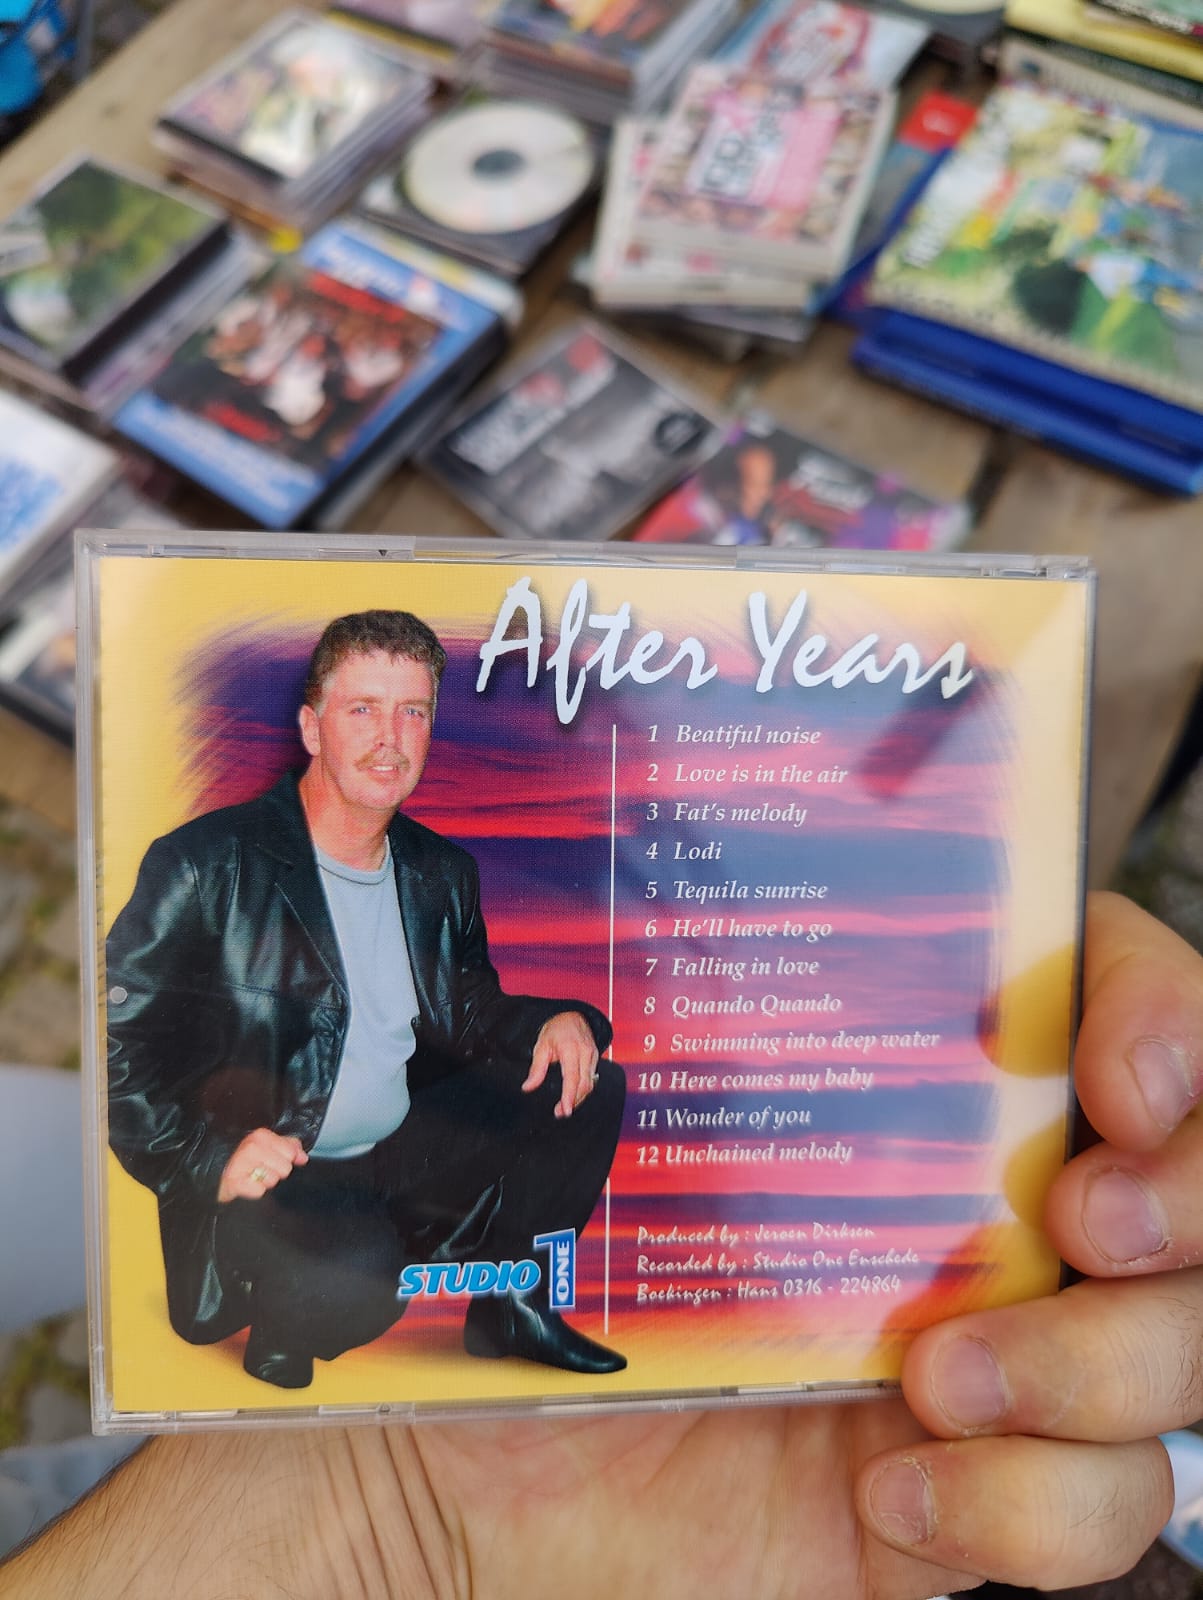 After Years
1 Beatiful noise
2 Love is in the air
3 Fat's melody
4 Lodi
5 Tequila sunrise
6 He'll have to go
7 Falling in love
8 Quando Quando
9 Swimming into deep water
10 Here comes my baby
11 Wonder of you
12 Unchained melody
Produced by : Jeroen Dirksen
Recorded by : Studio One Enschede
Boekingen : Hans 0316 - 224864
STUDIO 1 ONE